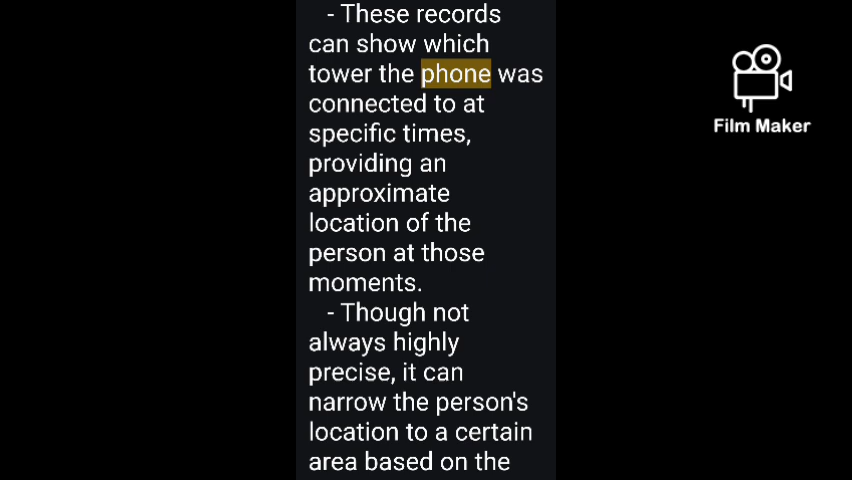 - These records
can show which
tower the phone was
connected to at
specific times,
providing an
approximate
location of the
person at those
moments.
- Though not
always highly
precise, it can
narrow the person's
location to a certain
area based on the
Film Maker